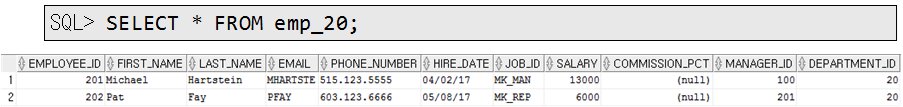 SQL> SELECT * FROM emp_20;
EMPLOYEE_ID FIRST_NAME LAST_NAME EMAIL PHONE_NUMBER HIRE_DATE JOB_ID SALARY COMMISSION_PCT MANAGER_ID DEPARTMENT_ID
1 201 Michael Hartstein MHARTSTE 515.123.5555 04/02/17 MK_MAN 13000 (null) 100 20
2 202 Pat Fay PFAY 603.123.6666 05/08/17 MK_REP 6000 (null) 201 20